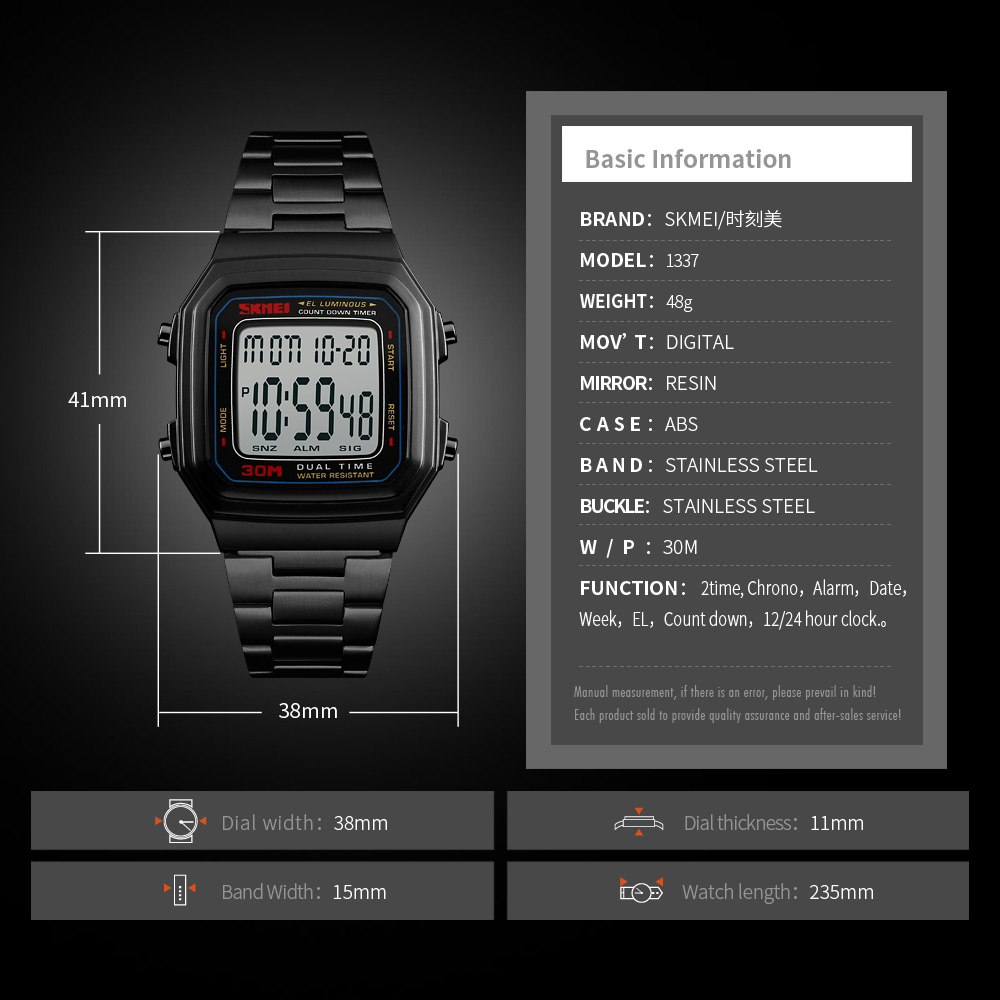 SKMEI
EL LUMINOUS
COUNT DOWN TIMER
LIGHT
START
MON 10-20
P 10:59 48
MODE
RESET
SNZ ALM SIG
30M
DUAL TIME
WATER RESISTANT
41mm
38mm
Basic Information
BRAND： SKMEI/时刻美
MODEL： 1337
WEIGHT： 48g
MOV’ T： DIGITAL
MIRROR： RESIN
CASE： ABS
BAND： STAINLESS STEEL
BUCKLE： STAINLESS STEEL
W / P ： 30M
FUNCTION： 2time, Chrono，Alarm，Date，
Week，EL，Count down，12/24 hour clock.。
Manual measurement, if there is an error, please prevail in kind!
Each product sold to provide quality assurance and after-sales service!
Dial width： 38mm
Dial thickness： 11mm
Band Width： 15mm
Watch length： 235mm